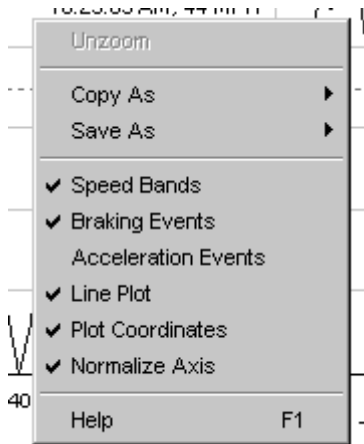 Unzoom
Copy As
Save As
Speed Bands
Braking Events
Acceleration Events
Line Plot
Plot Coordinates
Normalize Axis
40
Help F1